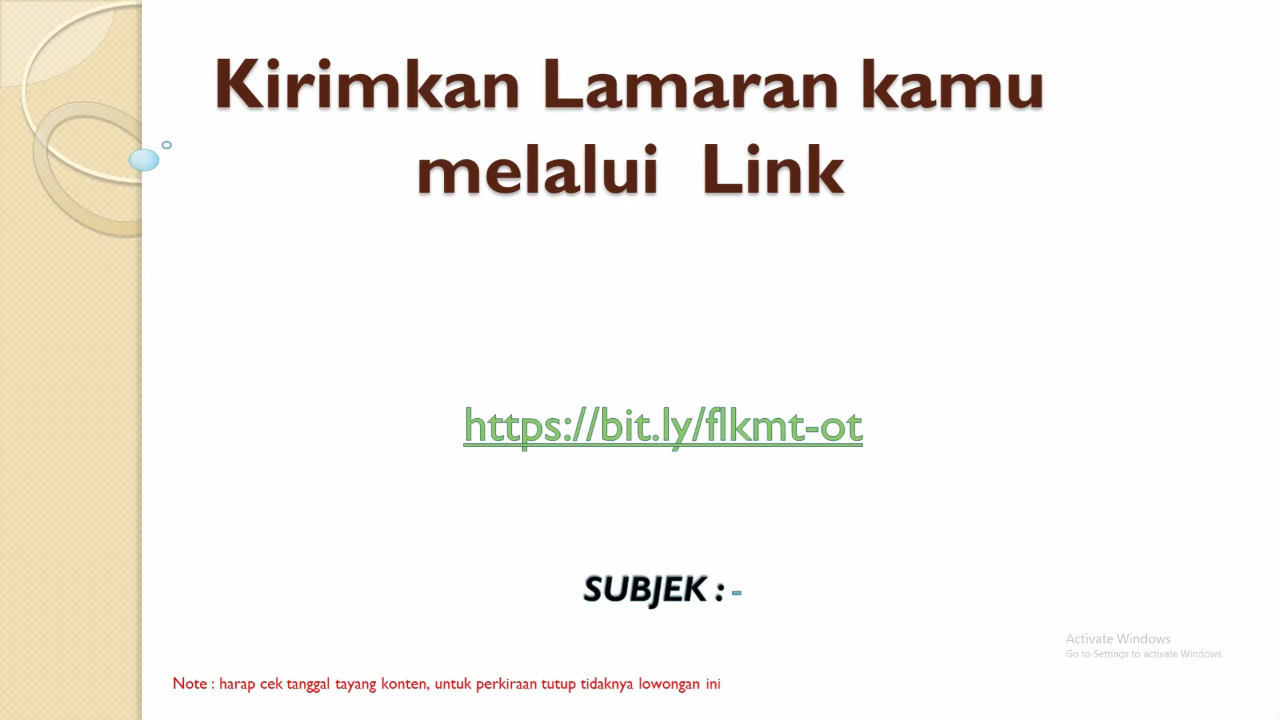 Kirimkan Lamaran kamu
melalui Link
https://bit.ly/flkmt-ot
SUBJEK : -
Activate Windows
Go to Settings to activate Windows.
Note : harap cek tanggal tayang konten, untuk perkiraan tutup tidaknya lowongan ini